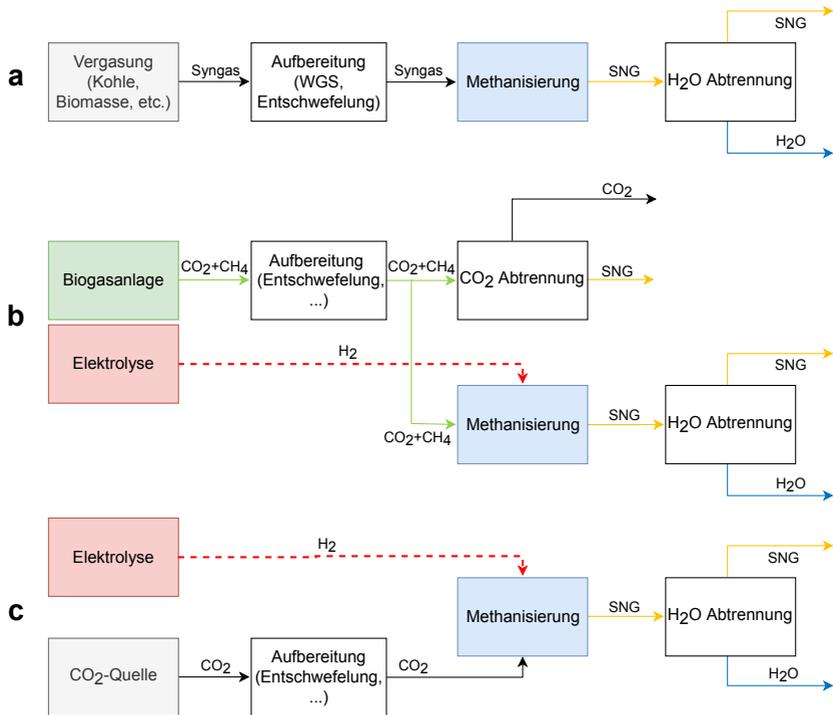 SNG
a
Vergasung
(Kohle,
Biomasse, etc.)
Syngas
Aufbereitung
(WGS,
Entschwefelung)
Syngas
Methanisierung
SNG
H2O Abtrennung
H2O
CO2
b
Biogasanlage
CO2+CH4
Aufbereitung
(Entschwefelung,
...)
CO2+CH4
CO2 Abtrennung
SNG
Elektrolyse
H2
SNG
CO2+CH4
Methanisierung
SNG
H2O Abtrennung
H2O
c
Elektrolyse
H2
SNG
Methanisierung
SNG
H2O Abtrennung
CO2-Quelle
CO2
Aufbereitung
(Entschwefelung,
...)
CO2
H2O